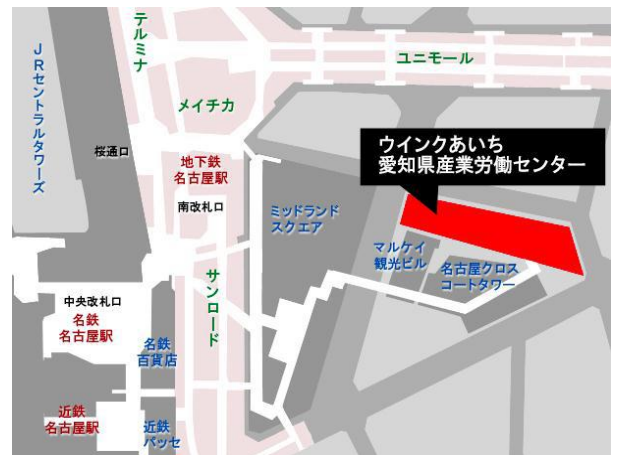 テルミナ
JRセントラルタワーズ
ユニモール
メイチカ
ウインクあいち
愛知県産業労働センター
桜通口
地下鉄
名古屋駅
南改札口
ミッドランド
スクエア
マルケイ
観光ビル
名古屋クロス
コートタワー
サンロード
中央改札口
名鉄
名古屋駅
名鉄
百貨店
近鉄
名古屋駅
近鉄
パッセ